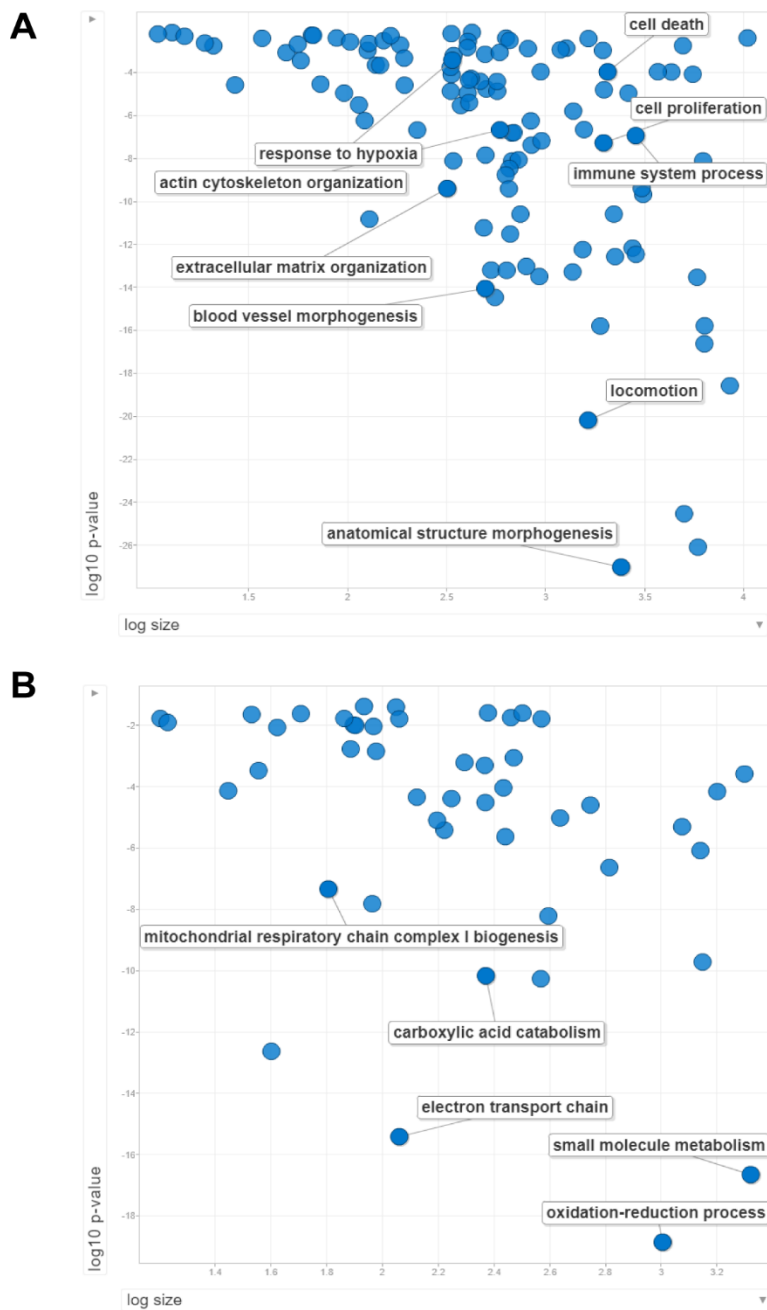 A
cell death
-4
cell proliferation
-6
response to hypoxia
-8
immune system process
actin cytoskeleton organization
-10
-12
extracellular matrix organization
-14
blood vessel morphogenesis
-16
-18
locomotion
-20
-22
-24
anatomical structure morphogenesis
-26
log10 p-value
1.5 2 2.5 3 3.5 4
log size
B
-2
-4
-6
-8
mitochondrial respiratory chain complex I biogenesis
-10
-12
carboxylic acid catabolism
-14
electron transport chain
small molecule metabolism
-16
oxidation-reduction process
-18
log10 p-value
1.4 1.6 1.8 2 2.2 2.4 2.6 2.8 3 3.2
log size